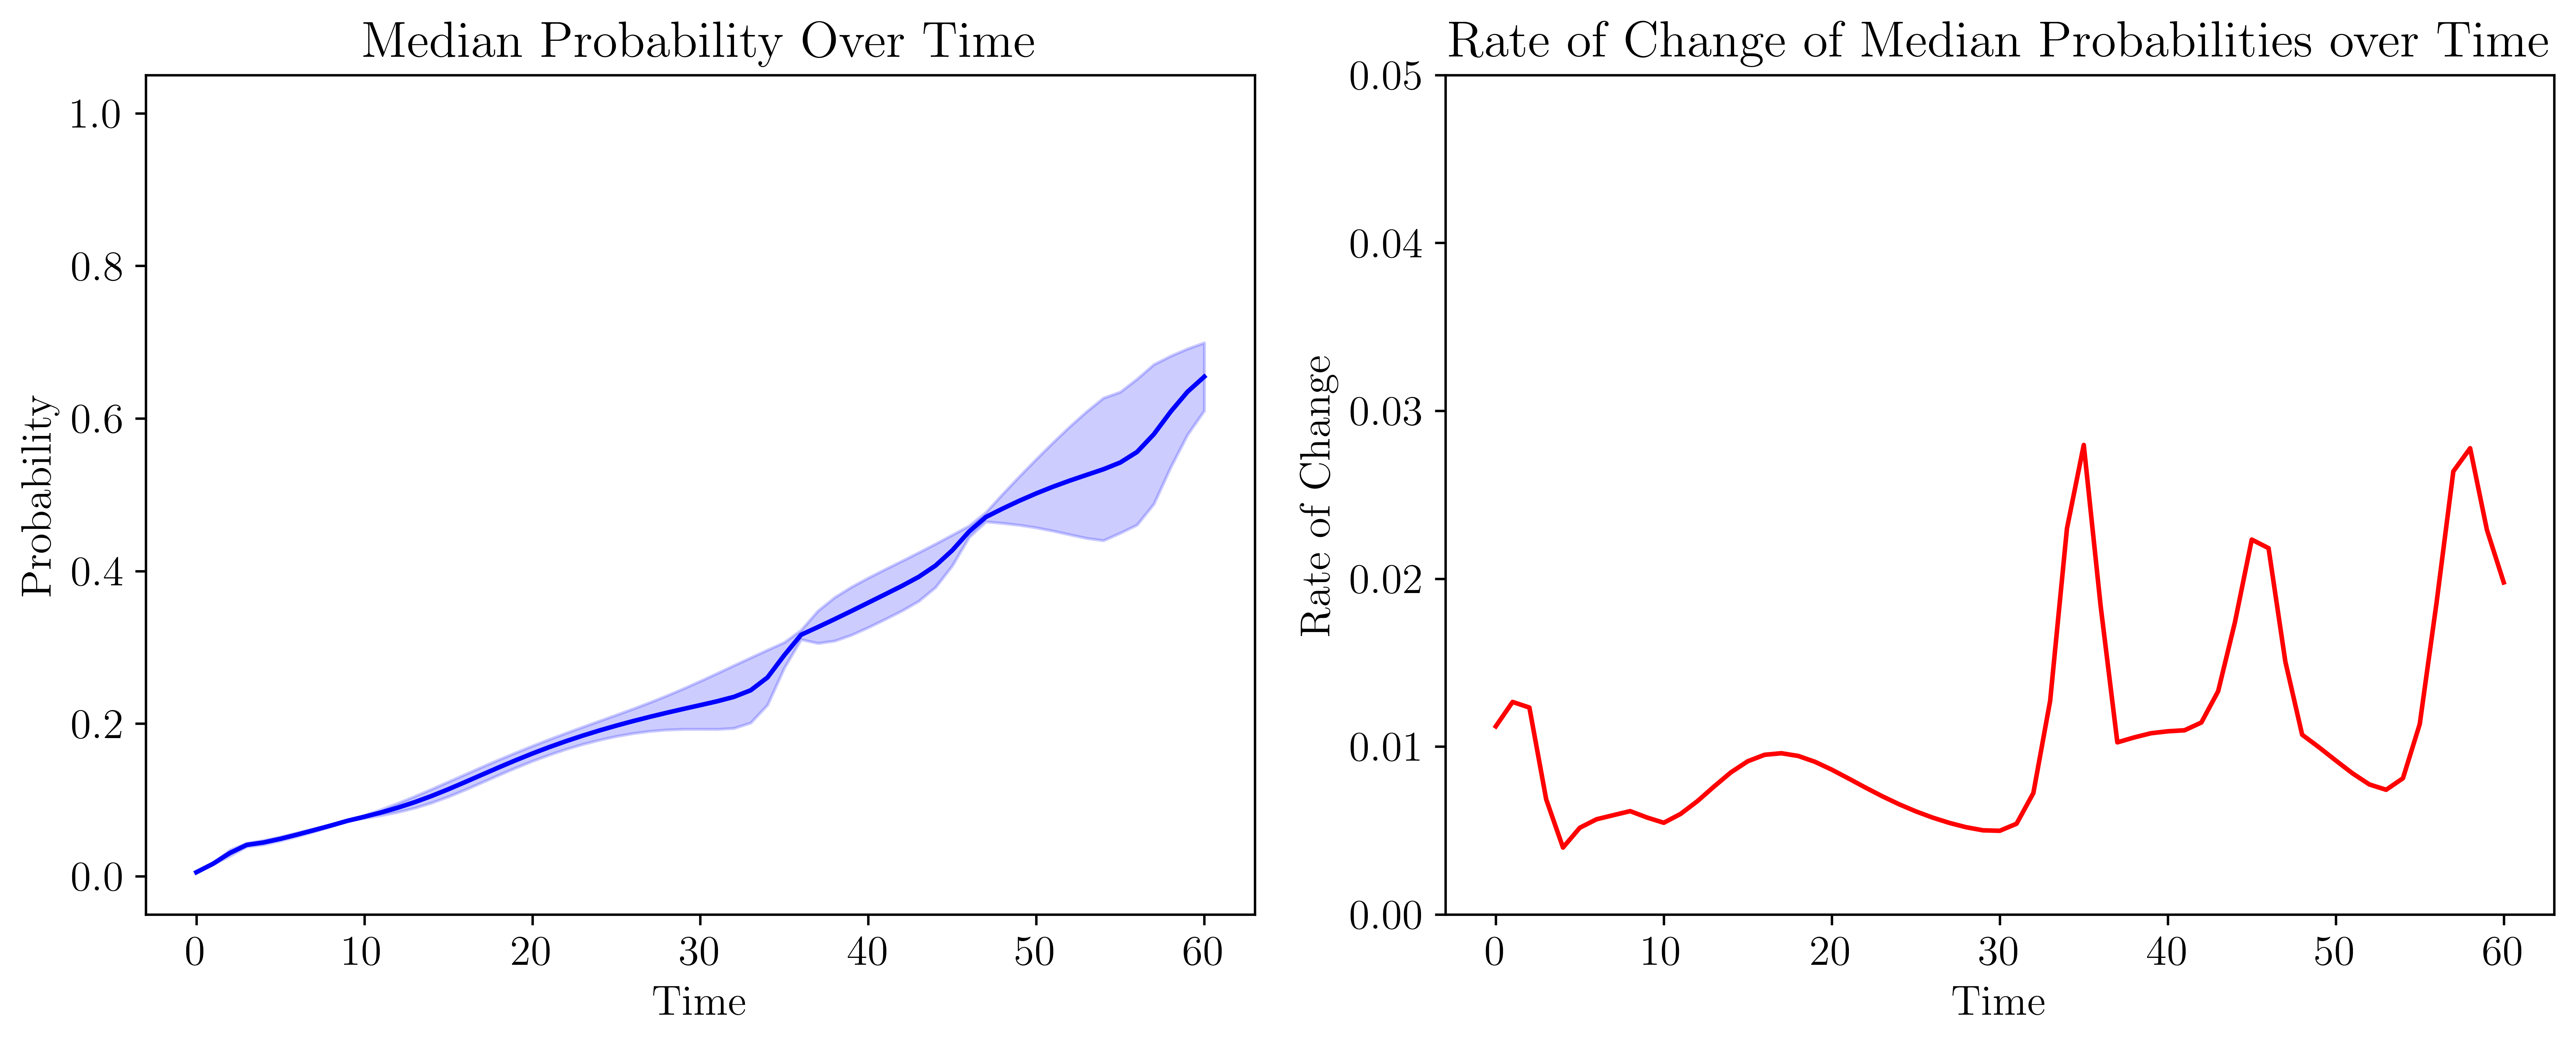 Median Probability Over Time
1.0
0.8
0.6
0.4
0.2
0.0
Probability
0 10 20 30 40 50 60
Time
Rate of Change of Median Probabilities over Time
0.05
0.04
0.03
0.02
0.01
0.00
Rate of Change
0 10 20 30 40 50 60
Time